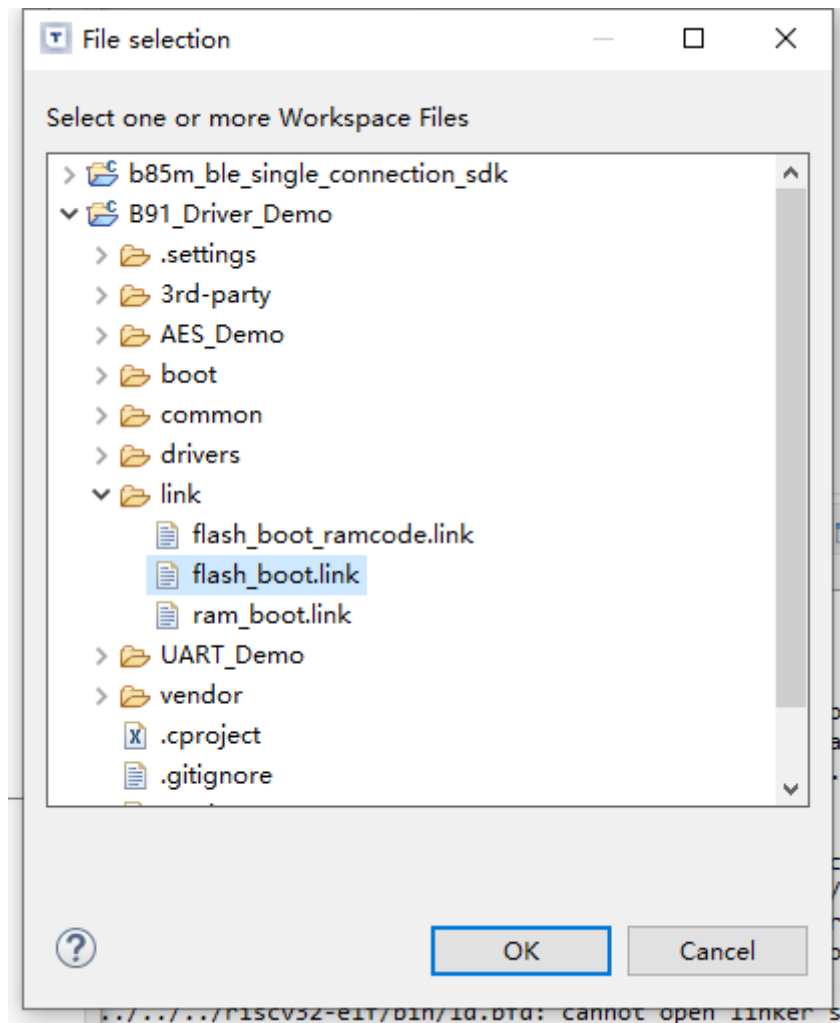 File selection
Select one or more Workspace Files
b85m_ble_single_connection_sdk
B91_Driver_Demo
.settings
3rd-party
AES_Demo
boot
common
drivers
link
flash_boot_ramcode.link
flash_boot.link
ram_boot.link
UART_Demo
vendor
.cproject
.gitignore
OK
Cancel
../../../riscv32-elf/bin/ld.bfd: cannot open linker s